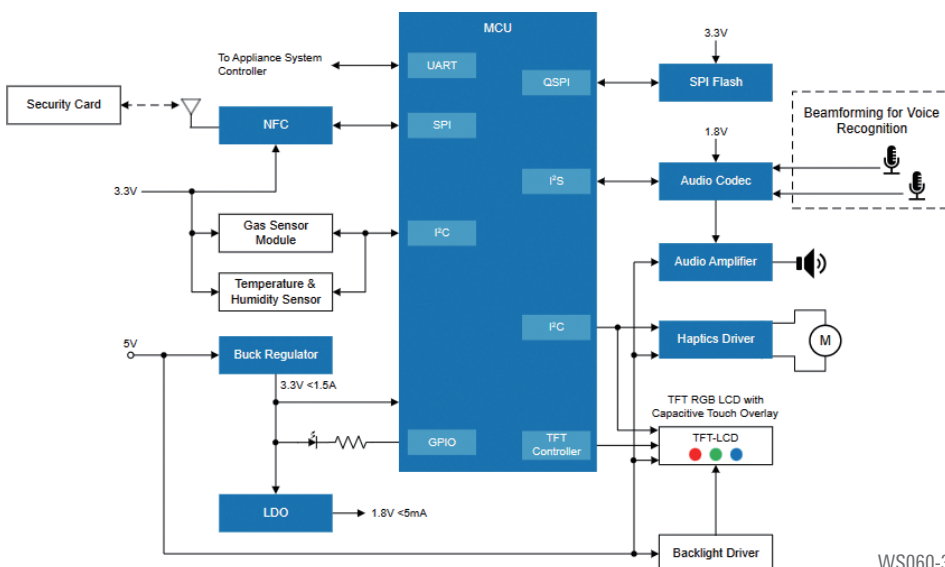 MCU
To Appliance System
Controller
UART
3.3V
QSPI
SPI Flash
Security Card
NFC
SPI
Beamforming for Voice
Recognition
1.8V
I²S
Audio Codec
3.3V
Gas Sensor
Module
I²C
Audio Amplifier
Temperature &
Humidity Sensor
I²C
Haptics Driver
M
5V
Buck Regulator
3.3V <1.5A
TFT RGB LCD with
Capacitive Touch Overlay
GPIO
TFT
Controller
TFT-LCD
LDO
1.8V <5mA
Backlight Driver
WS060-3